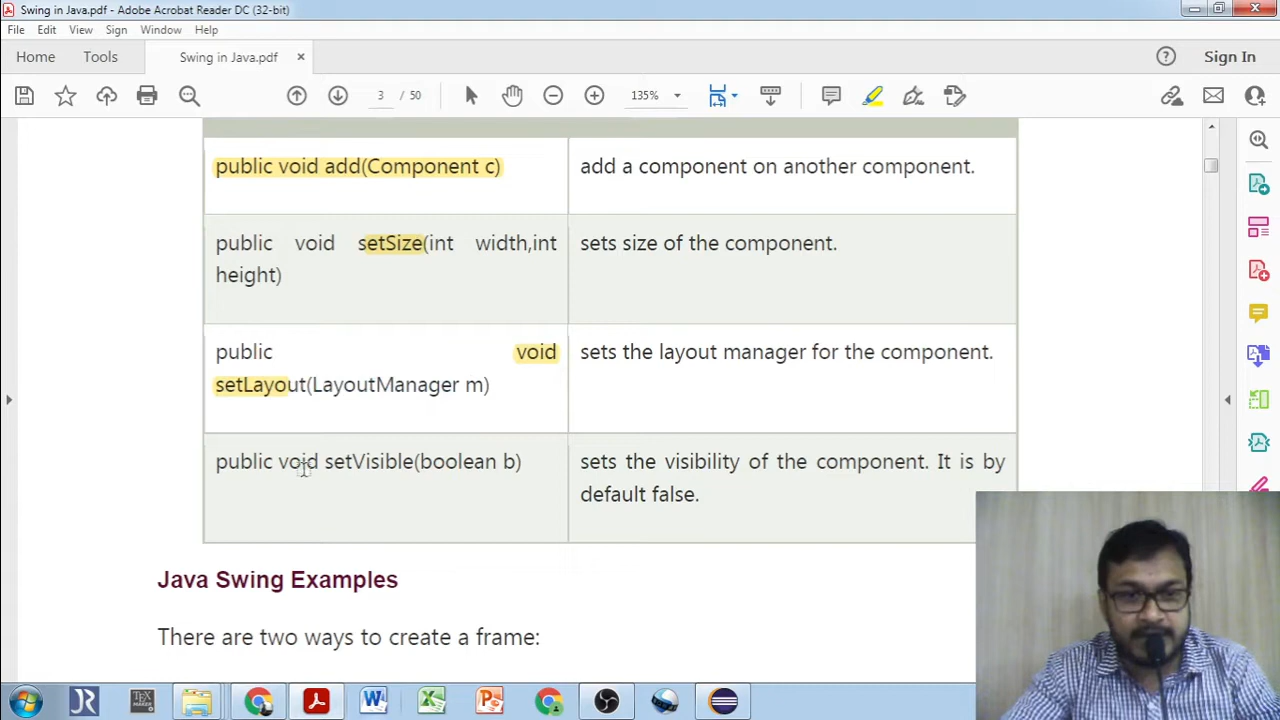 Swing in Java.pdf - Adobe Acrobat Reader DC (32-bit)
File Edit View Sign Window Help
Home Tools Swing in Java.pdf × Sign In
3 / 50 135%
public void add(Component c) add a component on another component.
public void setSize(int width,int sets size of the component.
height)
public void sets the layout manager for the component.
setLayout(LayoutManager m)
public void setVisible(boolean b) sets the visibility of the component. It is by
default false.
Java Swing Examples
There are two ways to create a frame: